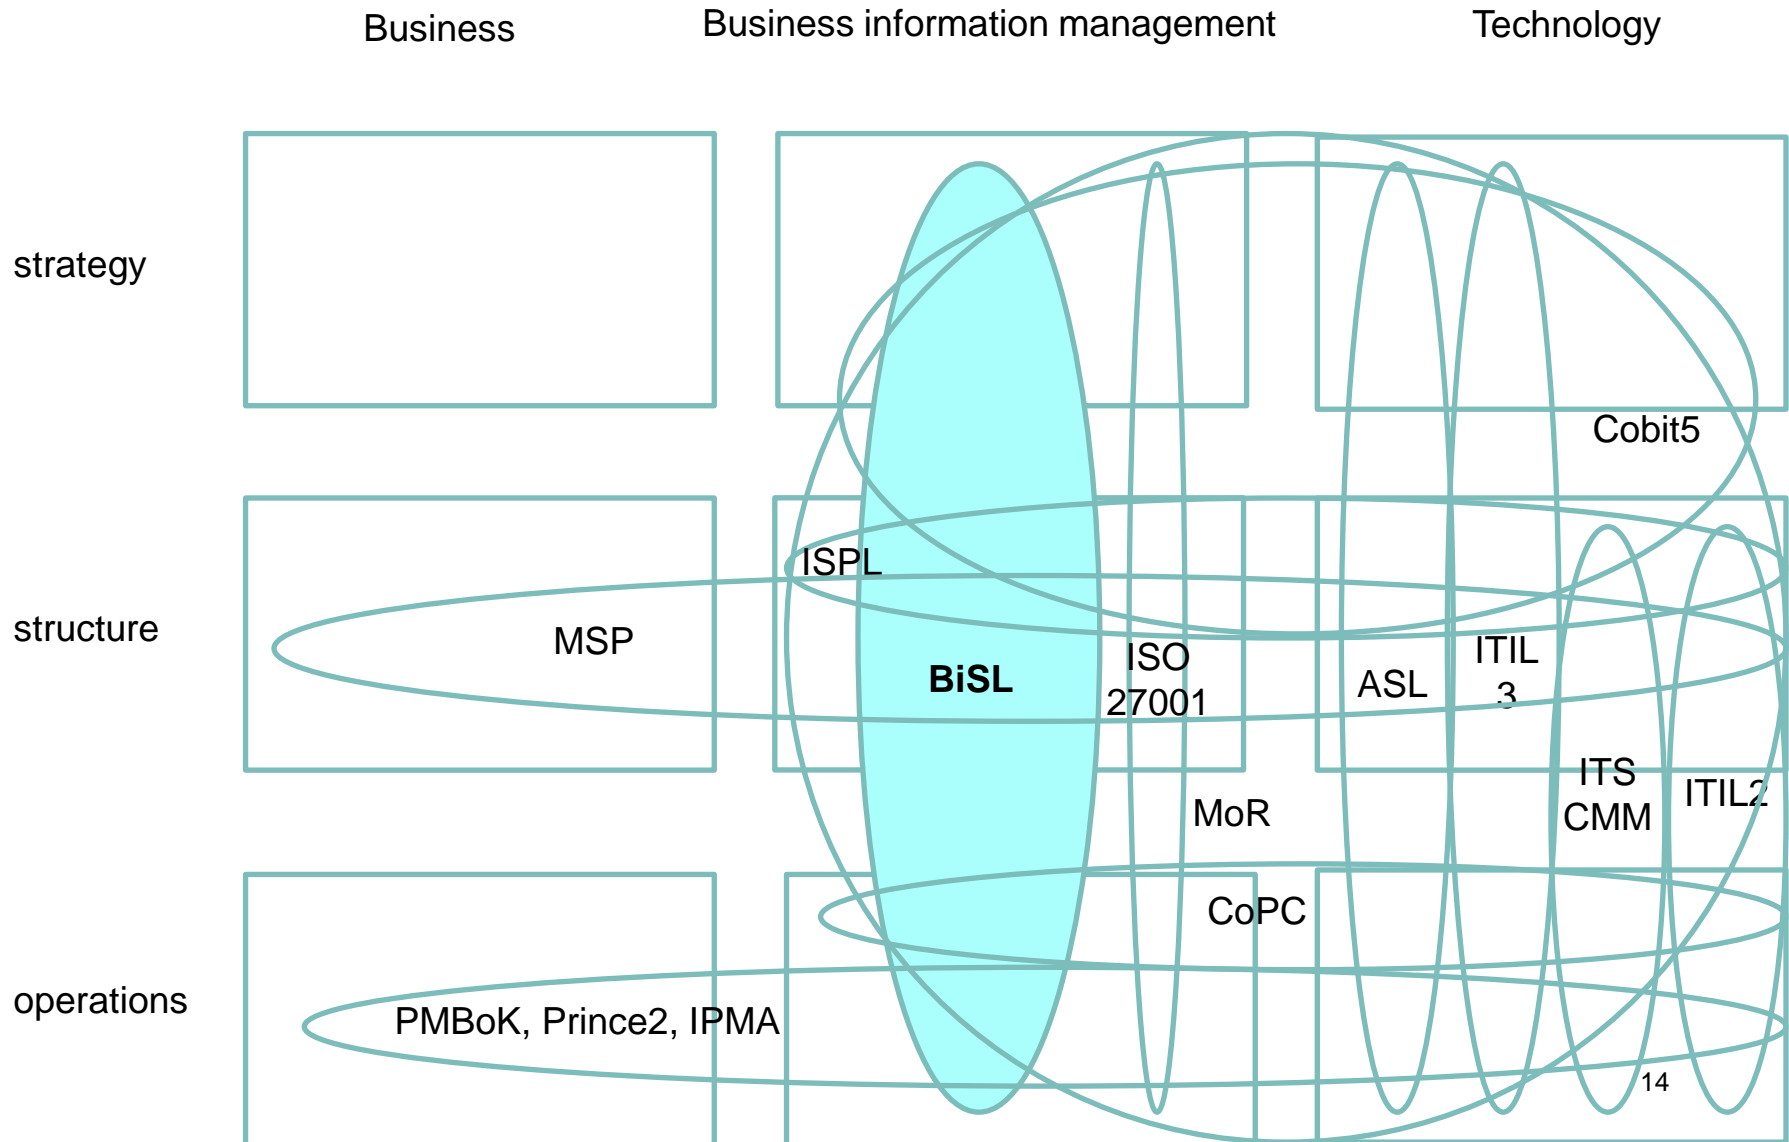 Business
Business information management
Technology
strategy
Cobit5
ISPL
structure
MSP
BiSL
ISO
27001
ASL
ITIL
3
ITS
CMM
ITIL2
MoR
CoPC
operations
PMBoK, Prince2, IPMA
14